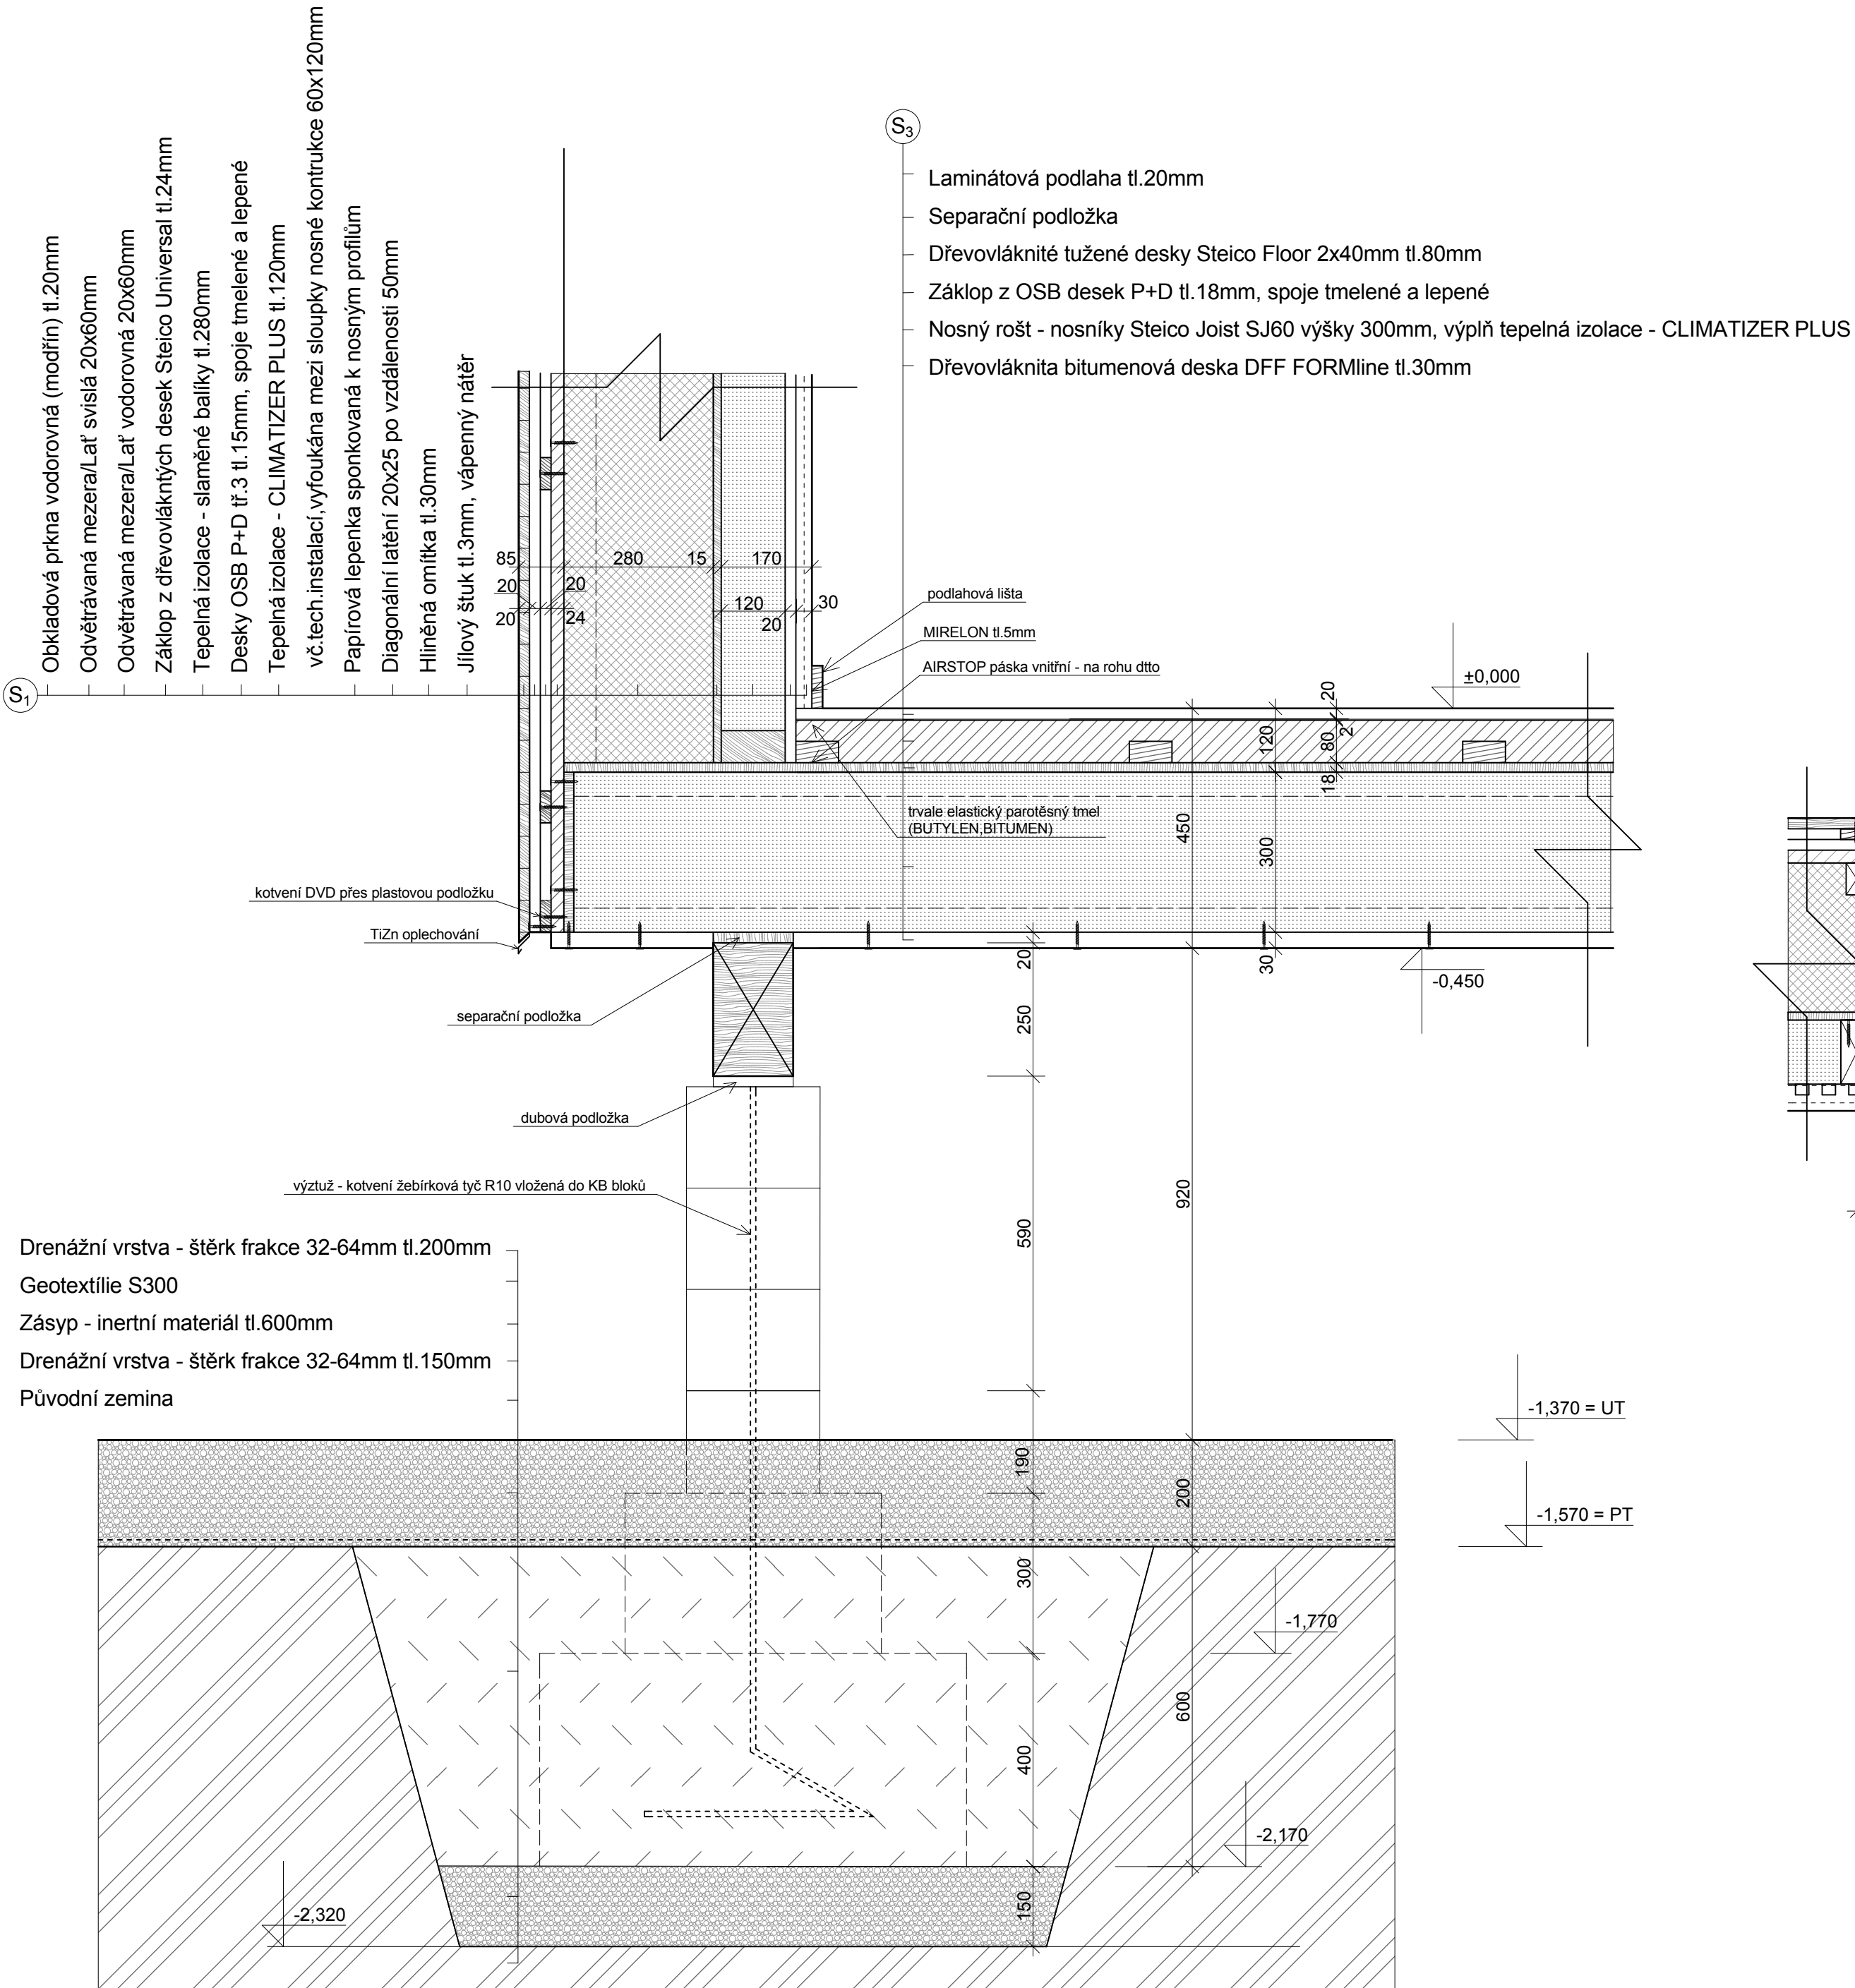 S1
Obkladová prkna vodorovná (modřín) tl.20mm
Odvětrávaná mezera/Lať svislá 20x60mm
Odvětrávaná mezera/Lať vodorovná 20x60mm
Záklop z dřevovlákntých desek Steico Universal tl.24mm
Tepelná izolace - slaměné balíky tl.280mm
Desky OSB P+D tř.3 tl.15mm, spoje tmelené a lepené
Tepelná izolace - CLIMATIZER PLUS tl.120mm
vč.tech.instalací,vyfoukána mezi sloupky nosné kontrukce 60x120mm
Papírová lepenka sponkovaná k nosným profilům
Diagonální latění 20x25 po vzdálenosti 50mm
Hliněná omítka tl.30mm
Jílový štuk tl.3mm, vápenný nátěr
S3
Laminátová podlaha tl.20mm
Separační podložka
Dřevovláknité tužené desky Steico Floor 2x40mm tl.80mm
Záklop z OSB desek P+D tl.18mm, spoje tmelené a lepené
Nosný rošt - nosníky Steico Joist SJ60 výšky 300mm, výplň tepelná izolace - CLIMATIZER PLUS
Dřevovláknita bitumenová deska DFF FORMline tl.30mm
85
280
15
170
20
20
20
24
120
20
30
podlahová lišta
MIRELON tl.5mm
AIRSTOP páska vnitřní - na rohu dtto
±0,000
20
120
80
2
18
trvale elastický parotěsný tmel
(BUTYLEN,BITUMEN)
450
300
kotvení DVD přes plastovou podložku
TiZn oplechování
20
30
-0,450
separační podložka
250
dubová podložka
výztuž - kotvení žebírková tyč R10 vložená do KB bloků
920
590
Drenážní vrstva - štěrk frakce 32-64mm tl.200mm
Geotextílie S300
Zásyp - inertní materiál tl.600mm
Drenážní vrstva - štěrk frakce 32-64mm tl.150mm
Původní zemina
-1,370 = UT
190
200
-1,570 = PT
300
-1,770
600
400
-2,170
150
-2,320